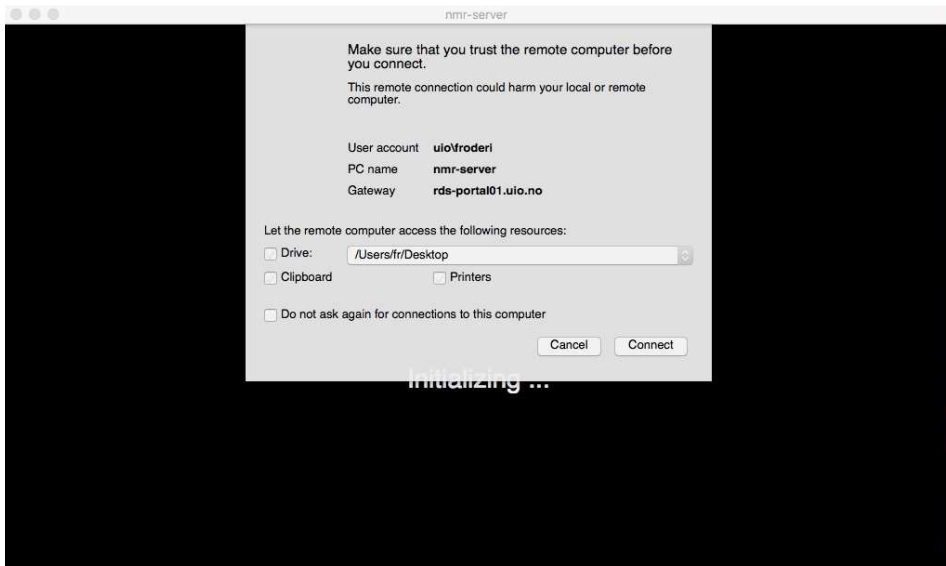 nmr-server
Make sure that you trust the remote computer before
you connect.
This remote connection could harm your local or remote
computer.
User account uio\froderi
PC name nmr-server
Gateway rds-portal01.uio.no
Let the remote computer access the following resources:
Drive: /Users/fr/Desktop
Clipboard Printers
Do not ask again for connections to this computer
Cancel Connect
Initializing ...